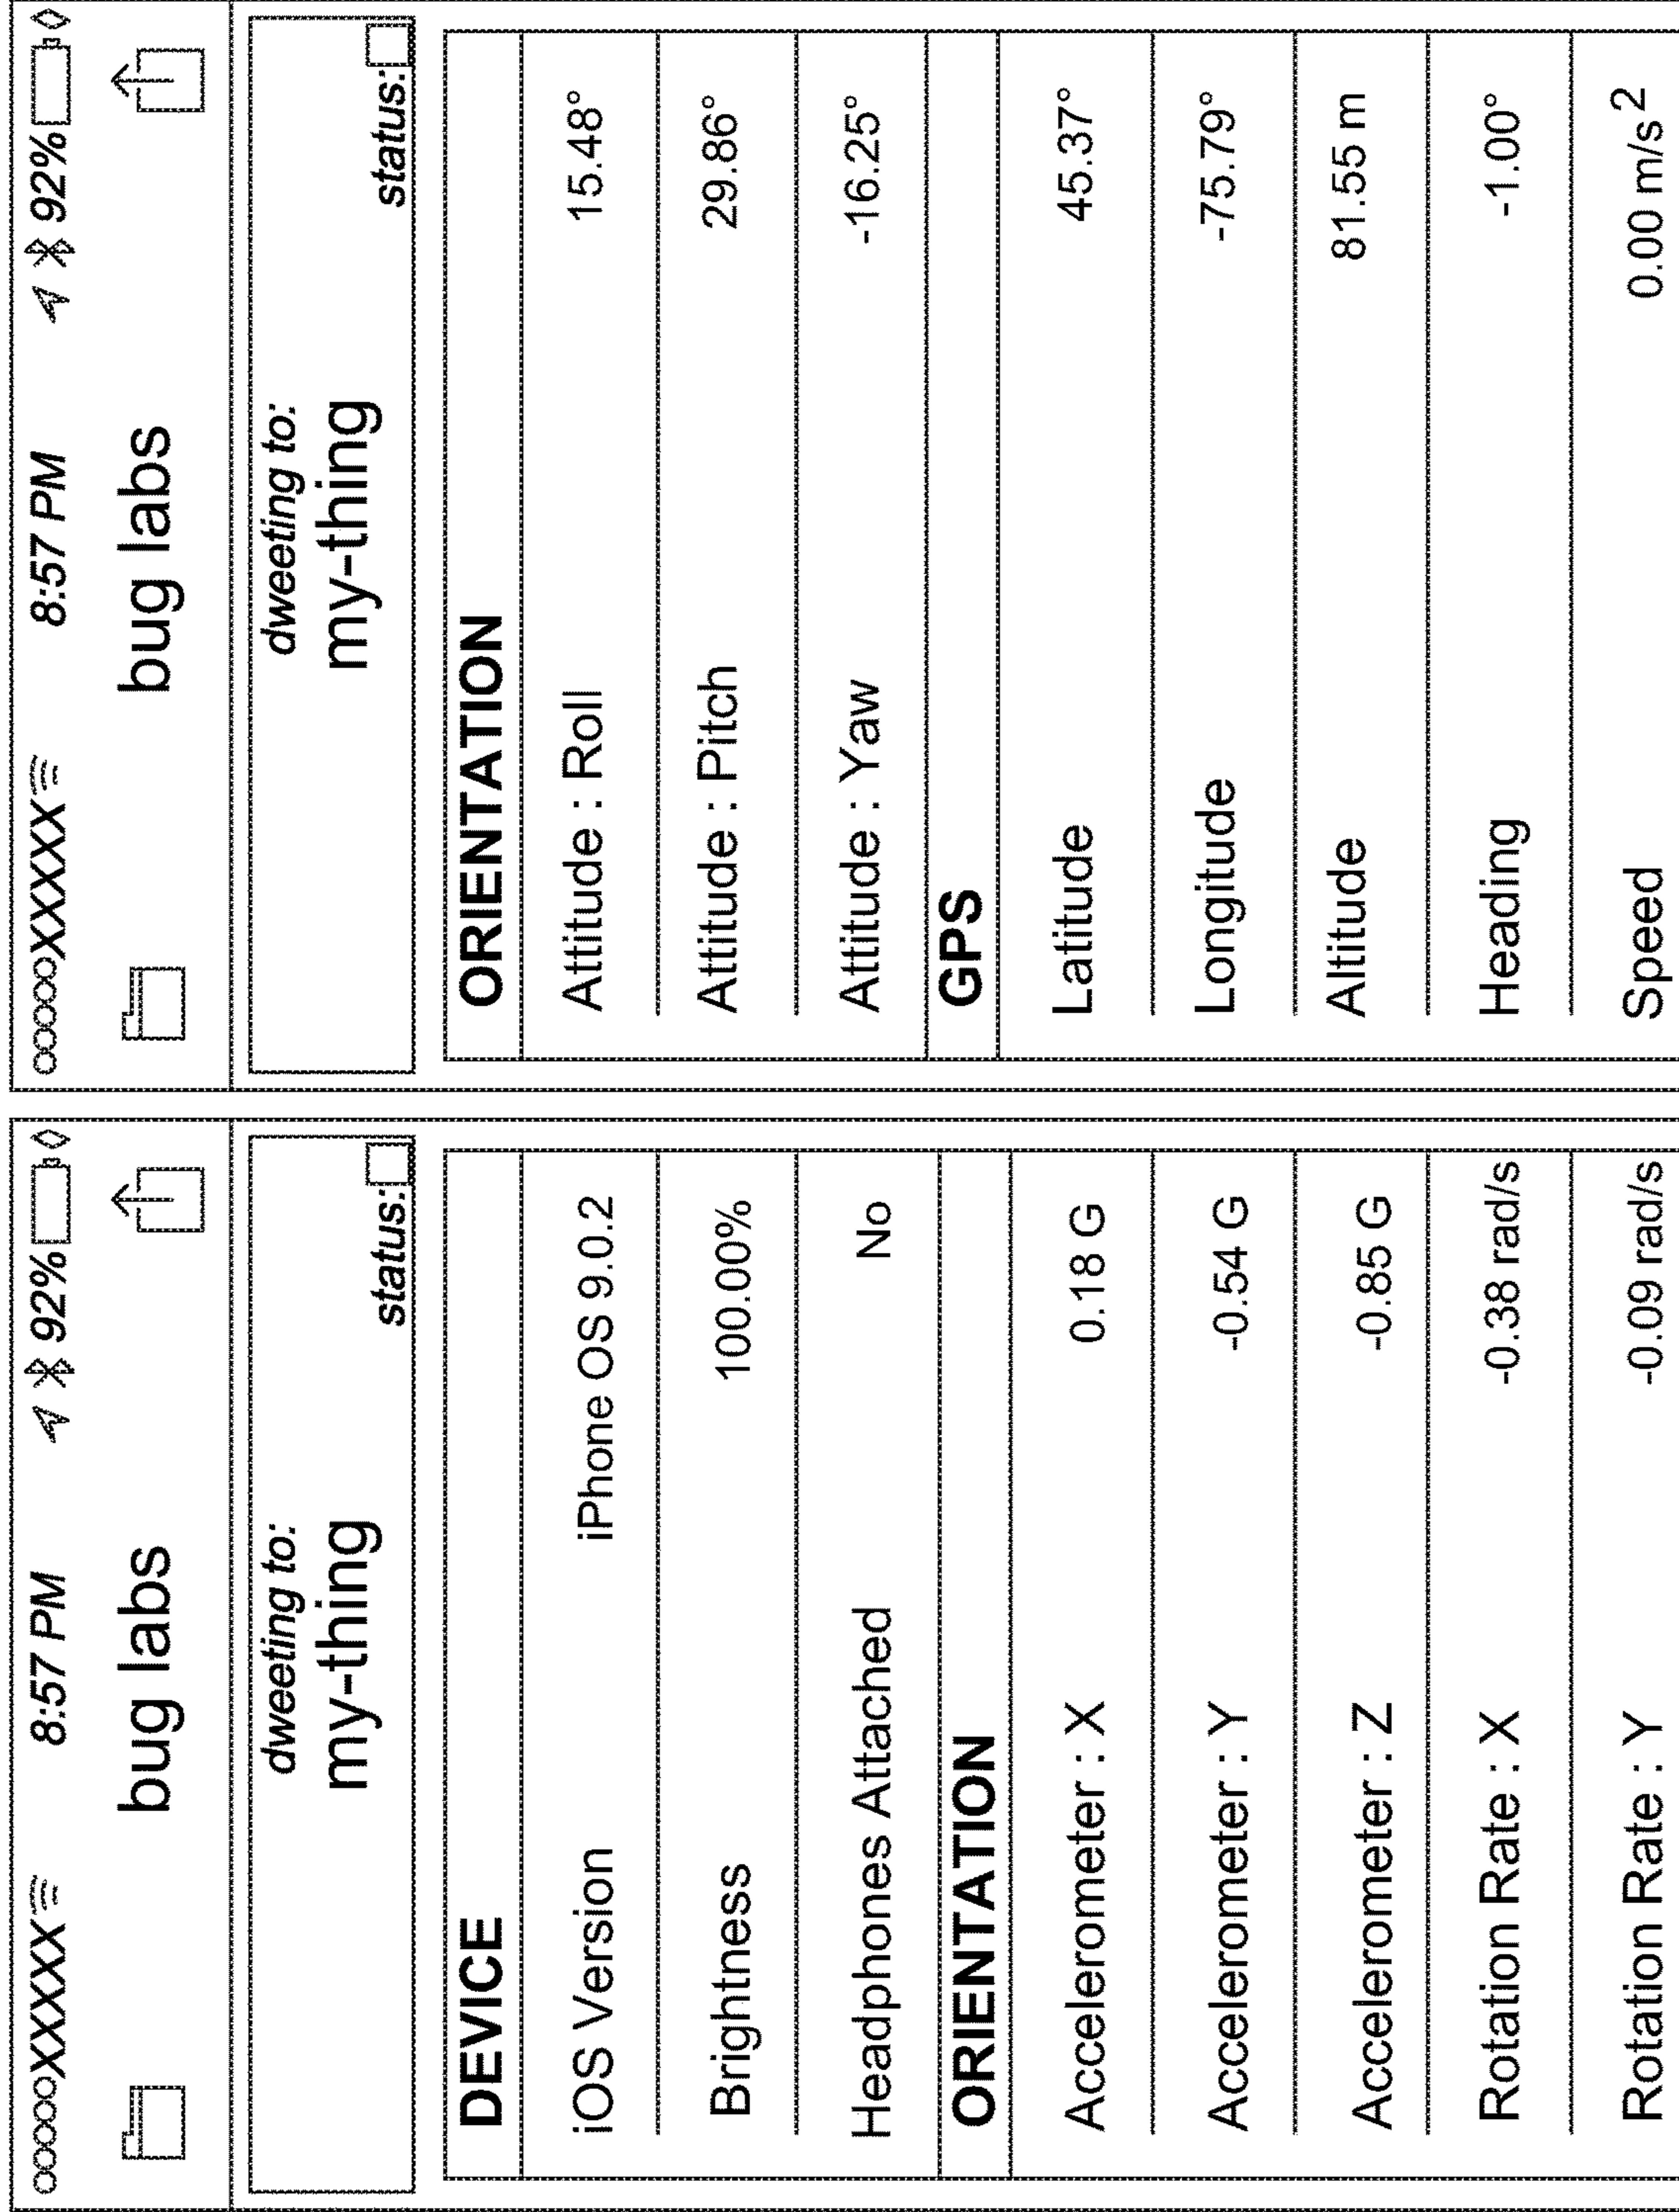 oooooXXXXX 8:57 PM 92%
bug labs
dweeting to:
my-thing
status:
DEVICE
iOS Version iPhone OS 9.0.2
Brightness 100.00%
Headphones Attached No
ORIENTATION
Accelerometer : X 0.18 G
Accelerometer : Y -0.54 G
Accelerometer : Z -0.85 G
Rotation Rate : X -0.38 rad/s
Rotation Rate : Y -0.09 rad/s
oooooXXXXX 8:57 PM 92%
bug labs
dweeting to:
my-thing
status:
ORIENTATION
Attitude : Roll 15.48°
Attitude : Pitch 29.86°
Attitude : Yaw -16.25°
GPS
Latitude 45.37°
Longitude -75.79°
Altitude 81.55 m
Heading -1.00°
Speed 0.00 m/s 2